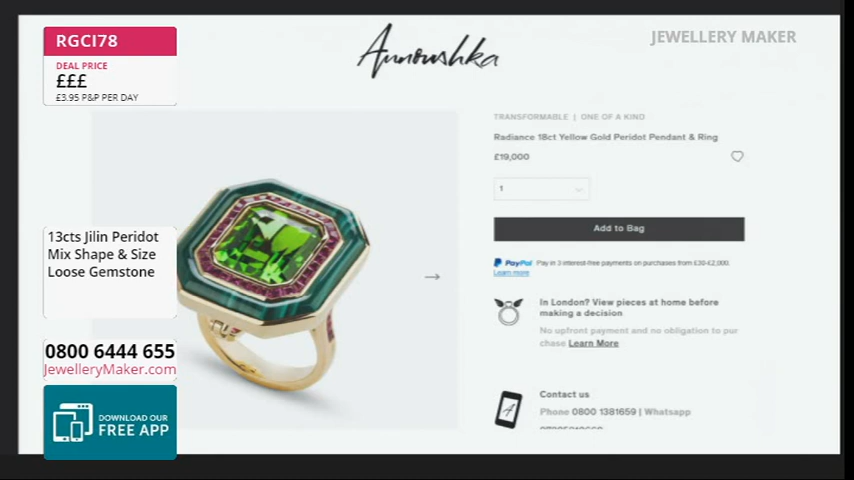 RGCI78
DEAL PRICE
£££
£3.95 P&P PER DAY
Annoushka
JEWELLERY MAKER
TRANSFORMABLE | ONE OF A KIND
Radiance 18ct Yellow Gold Peridot Pendant & Ring
£19,000
1
Add to Bag
PayPal Pay in 3 interest-free payments on purchases from £30-£2,000.
Learn more
In London? View pieces at home before
making a decision
No upfront payment and no obligation to pur
chase Learn More
Contact us
Phone 0800 1381659 | Whatsapp
13cts Jilin Peridot
Mix Shape & Size
Loose Gemstone
0800 6444 655
JewelleryMaker.com
DOWNLOAD OUR
FREE APP